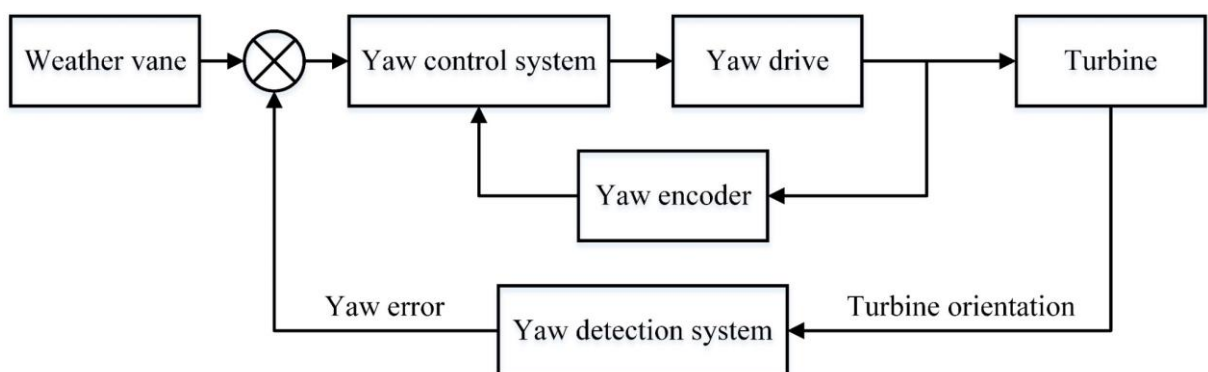 Weather vane
Yaw control system
Yaw drive
Turbine
Yaw encoder
Yaw error
Yaw detection system
Turbine orientation